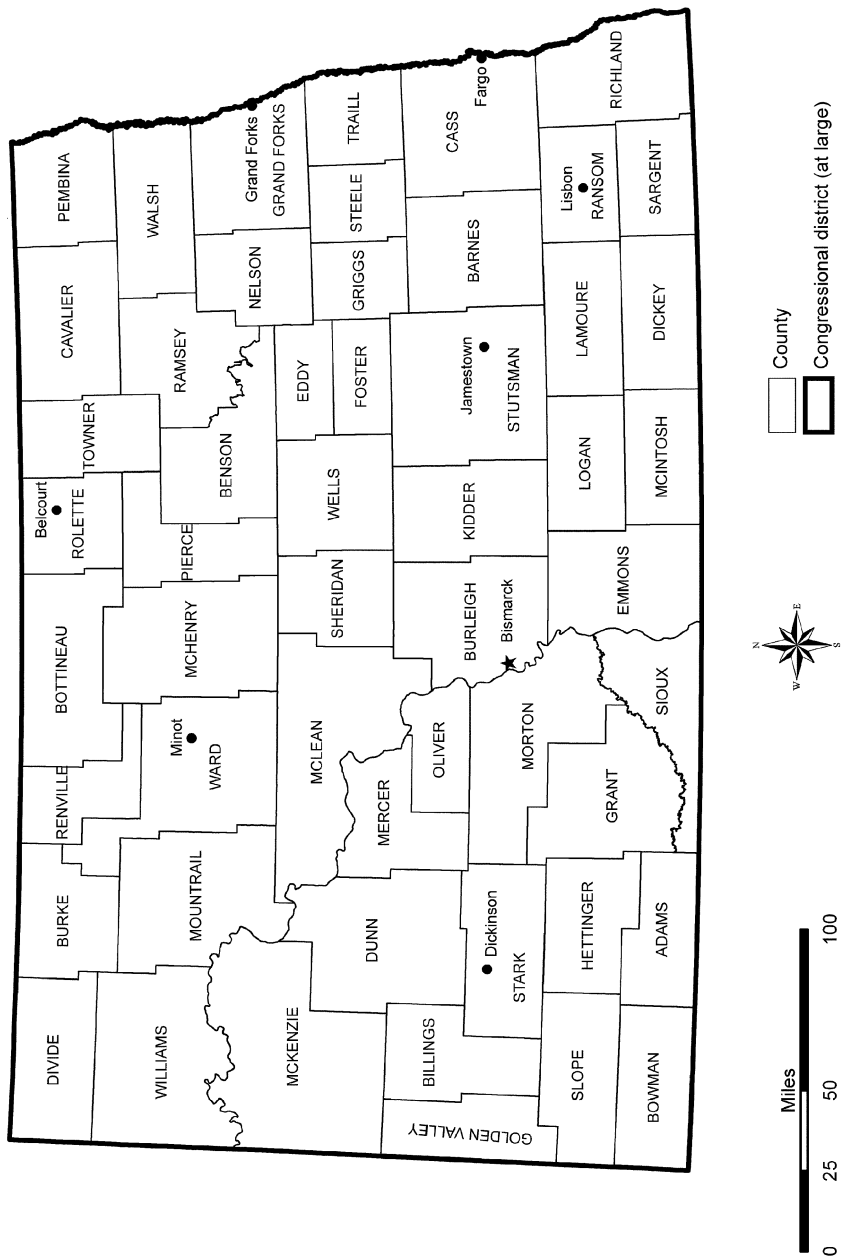 DIVIDE
BURKE
RENVILLE
BOTTINEAU
Belcourt
ROLETTE
TOWNER
CAVALIER
PEMBINA
WILLIAMS
MOUNTRAIL
Minot
WARD
MCHENRY
PIERCE
BENSON
RAMSEY
WALSH
NELSON
Grand Forks
GRAND FORKS
MCKENZIE
DUNN
MERCER
MCLEAN
SHERIDAN
WELLS
EDDY
FOSTER
GRIGGS
STEELE
TRAILL
GOLDEN VALLEY
BILLINGS
Dickinson
STARK
OLIVER
MORTON
BURLEIGH
Bismarck
KIDDER
Jamestown
STUTSMAN
BARNES
CASS
Fargo
SLOPE
HETTINGER
GRANT
SIOUX
EMMONS
LOGAN
LAMOURE
Lisbon
RANSOM
RICHLAND
BOWMAN
ADAMS
MCINTOSH
DICKEY
SARGENT
Miles
0 25 50 100
N
W
E
S
County
Congressional district (at large)